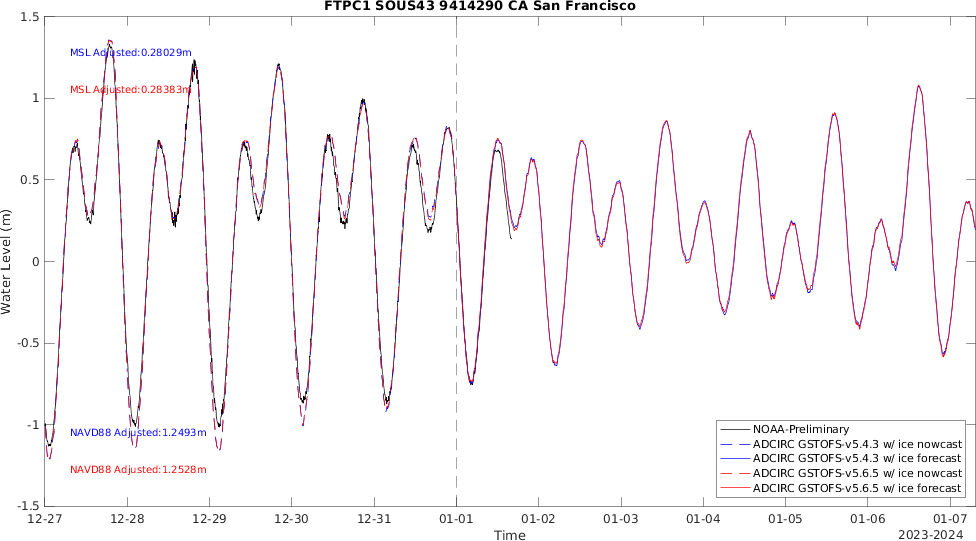 FTPC1 SOUS43 9414290 CA San Francisco
1.5
1
0.5
0
-0.5
-1
-1.5
Water Level (m)
MSL Adjusted:0.28029m
MSL Adjusted:0.28383m
NAVD88 Adjusted:1.2493m
NAVD88 Adjusted:1.2528m
NOAA-Preliminary
ADCIRC GSTOFS-v5.4.3 w/ ice nowcast
ADCIRC GSTOFS-v5.4.3 w/ ice forecast
ADCIRC GSTOFS-v5.6.5 w/ ice nowcast
ADCIRC GSTOFS-v5.6.5 w/ ice forecast
12-27 12-28 12-29 12-30 12-31 01-01 01-02 01-03 01-04 01-05 01-06 01-07
Time
2023-2024